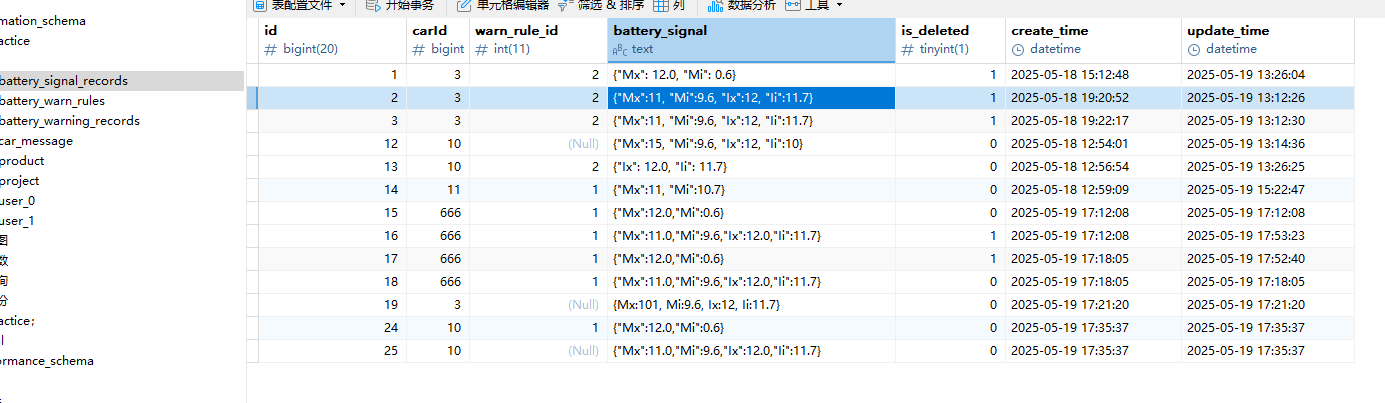 表配置文件 开始事务 单元格编辑器 筛选 & 排序 列 数据分析 工具
mation_schema
actice
battery_signal_records
battery_warn_rules
battery_warning_records
car_message
product
project
user_0
user_1
图
数
询
份
actice;
l
ormance_schema
id carId warn_rule_id battery_signal is_deleted create_time update_time
# bigint(20) # bigint # int(11) ABC text # tinyint(1) datetime datetime
1 3 2 {"Mx": 12.0, "Mi": 0.6} 1 2025-05-18 15:12:48 2025-05-19 13:26:04
2 3 2 {"Mx":11, "Mi":9.6, "Ix":12, "Ii":11.7} 1 2025-05-18 19:20:52 2025-05-19 13:12:26
3 3 2 {"Mx":11, "Mi":9.6, "Ix":12, "Ii":11.7} 1 2025-05-18 19:22:17 2025-05-19 13:12:30
12 10 (Null) {"Mx":15, "Mi":9.6, "Ix":12, "Ii":10} 0 2025-05-18 12:54:01 2025-05-19 13:14:36
13 10 2 {"Ix": 12.0, "Ii": 11.7} 0 2025-05-18 12:56:54 2025-05-19 13:26:25
14 11 1 {"Mx":11, "Mi":10.7} 0 2025-05-18 12:59:09 2025-05-19 15:22:47
15 666 1 {"Mx":12.0,"Mi":0.6} 0 2025-05-19 17:12:08 2025-05-19 17:12:08
16 666 1 {"Mx":11.0,"Mi":9.6,"Ix":12.0,"Ii":11.7} 1 2025-05-19 17:12:08 2025-05-19 17:53:23
17 666 1 {"Mx":12.0,"Mi":0.6} 1 2025-05-19 17:18:05 2025-05-19 17:52:40
18 666 1 {"Mx":11.0,"Mi":9.6,"Ix":12.0,"Ii":11.7} 0 2025-05-19 17:18:05 2025-05-19 17:18:05
19 3 (Null) {Mx:101, Mi:9.6, Ix:12, Ii:11.7} 0 2025-05-19 17:21:20 2025-05-19 17:21:20
24 10 1 {"Mx":12.0,"Mi":0.6} 0 2025-05-19 17:35:37 2025-05-19 17:35:37
25 10 (Null) {"Mx":11.0,"Mi":9.6,"Ix":12.0,"Ii":11.7} 0 2025-05-19 17:35:37 2025-05-19 17:35:37